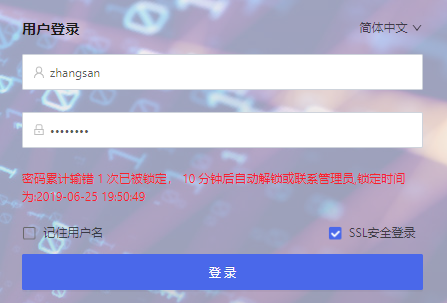 用户登录
简体中文
zhangsan
••••••••
密码累计输错 1 次已被锁定， 10 分钟后自动解锁或联系管理员,锁定时间
为:2019-06-25 19:50:49
记住用户名
SSL安全登录
登 录